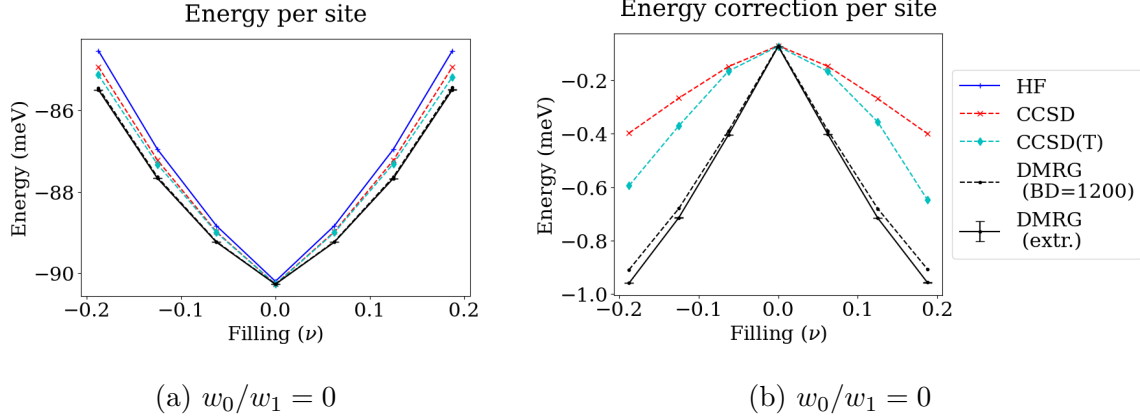 Energy per site
Energy (meV)
−86
−88
−90
−0.2
−0.1
0.0
0.1
0.2
Filling (ν)
(a) w₀/w₁ = 0
Energy correction per site
Energy (meV)
−0.2
−0.4
−0.6
−0.8
−1.0
−0.2
−0.1
0.0
0.1
0.2
Filling (ν)
(b) w₀/w₁ = 0
HF
CCSD
CCSD(T)
DMRG
(BD=1200)
DMRG
(extr.)